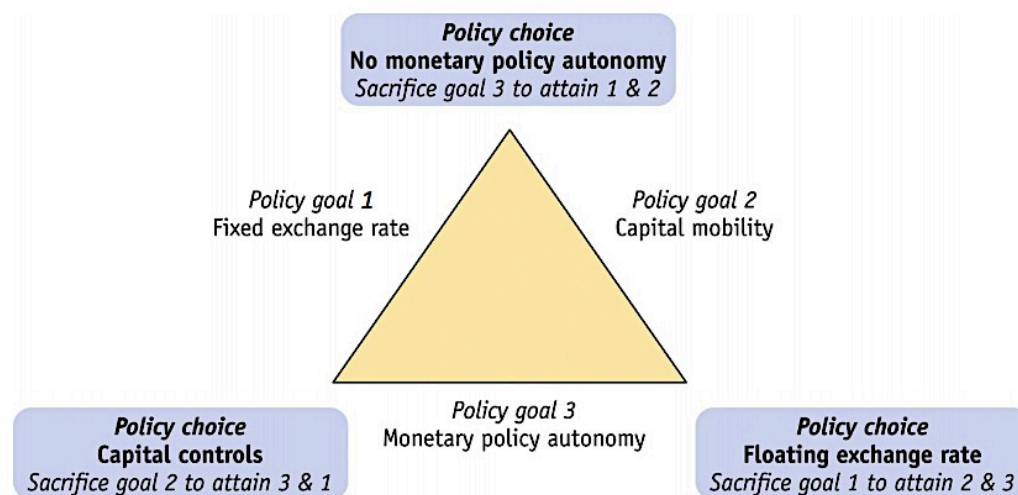 Policy choice
No monetary policy autonomy
Sacrifice goal 3 to attain 1 & 2
Policy goal 1
Fixed exchange rate
Policy goal 2
Capital mobility
Policy choice
Capital controls
Sacrifice goal 2 to attain 3 & 1
Policy goal 3
Monetary policy autonomy
Policy choice
Floating exchange rate
Sacrifice goal 1 to attain 2 & 3